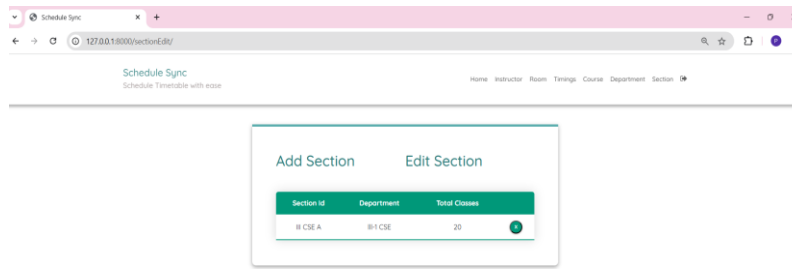 Schedule Sync
127.0.0.1:8000/sectionEdit/
Schedule Sync
Schedule Timetable with ease
Home Instructor Room Timings Course Department Section
Add Section Edit Section
Section Id Department Total Classes
III CSE A III-I CSE 20